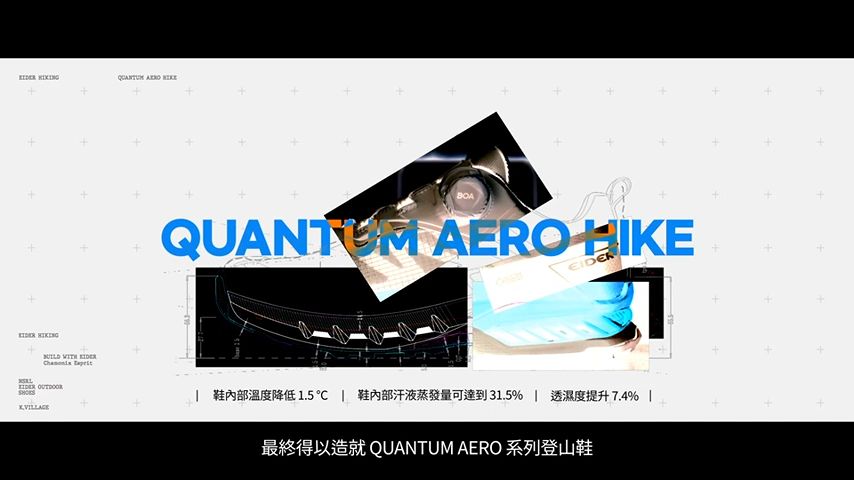 EIDER HIKING
QUANTUM AERO HIKE
BOA
QUANTUM AERO HIKE
EIDER
EIDER HIKING
BUILD WITH EIDER
Chamonix Esprit
NSRL
EIDER OUTDOOR
SHOES
K.VILLAGE
| 鞋內部溫度降低 1.5 °C | 鞋內部汗液蒸發量可達到 31.5% | 透濕度提升 7.4% |
最終得以造就 QUANTUM AERO 系列登山鞋